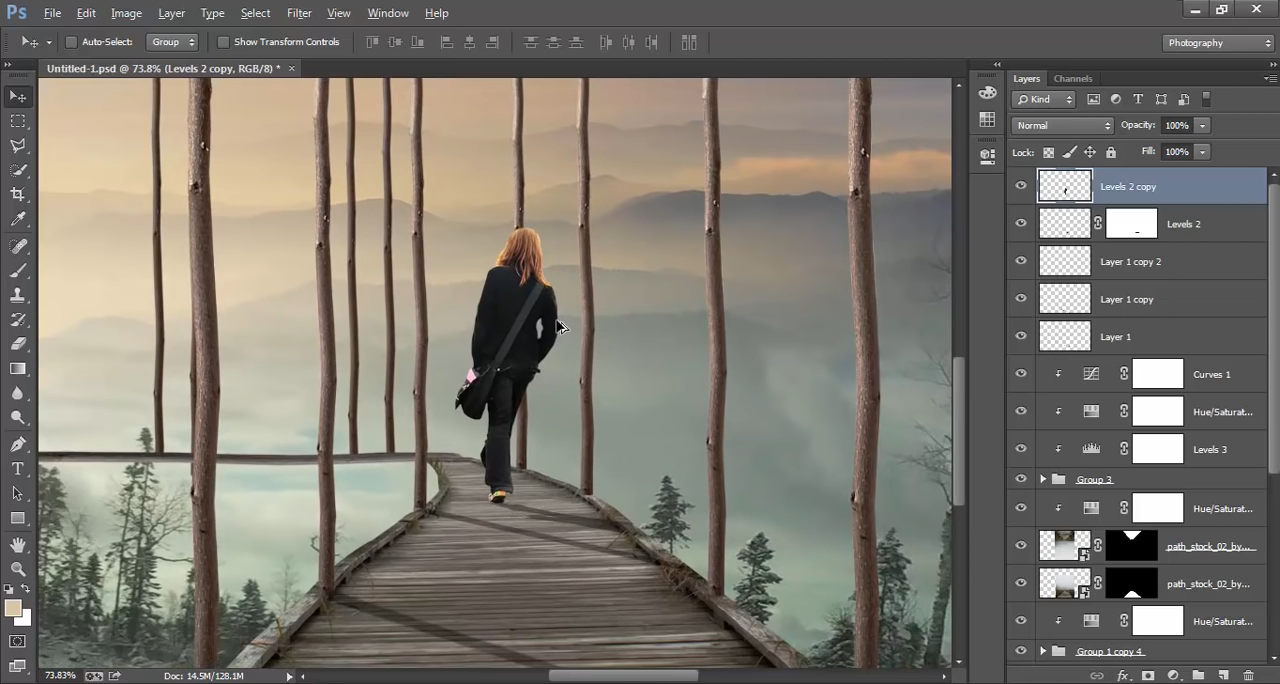 Ps File Edit Image Layer Type Select Filter View Window Help
Auto-Select: Group Show Transform Controls Photography
Untitled-1.psd @ 73.8% (Levels 2 copy, RGB/8) * ×
Layers Channels
Kind
Normal Opacity: 100%
Lock: Fill: 100%
Levels 2 copy
Levels 2
Layer 1 copy 2
Layer 1 copy
Layer 1
Curves 1
Hue/Saturat...
Levels 3
Group 3
Hue/Saturat...
path_stock_02_by...
path_stock_02_by...
Hue/Saturat...
Group 1 copy 4
73.83% Doc: 14.5M/128.1M
fx